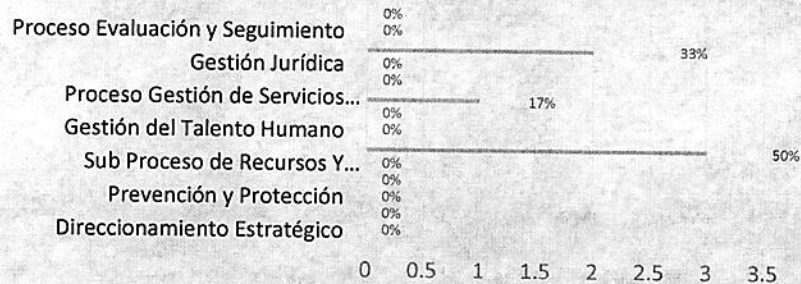 0%
Proceso Evaluación y Seguimiento 0%
33%
Gestión Jurídica 0%
0%
Proceso Gestión de Servicios... 17%
0%
Gestión del Talento Humano 0%
50%
Sub Proceso de Recursos Y... 0%
0%
Prevención y Protección 0%
0%
Direccionamiento Estratégico 0%
0 0.5 1 1.5 2 2.5 3 3.5